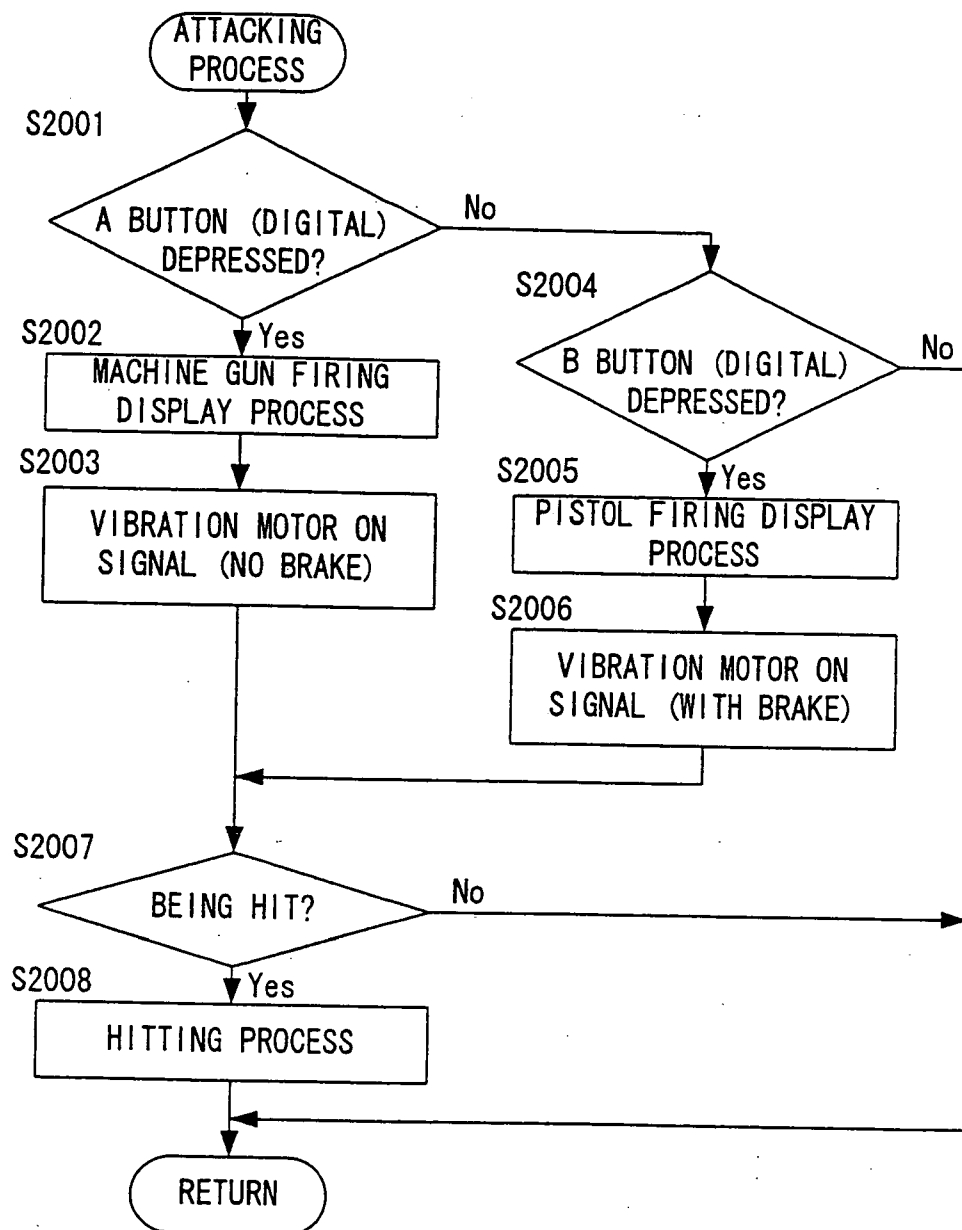 ATTACKING
PROCESS
S2001
A BUTTON (DIGITAL)
DEPRESSED?
No
Yes
S2002
MACHINE GUN FIRING
DISPLAY PROCESS
S2003
VIBRATION MOTOR ON
SIGNAL (NO BRAKE)
S2004
B BUTTON (DIGITAL)
DEPRESSED?
No
Yes
S2005
PISTOL FIRING DISPLAY
PROCESS
S2006
VIBRATION MOTOR ON
SIGNAL (WITH BRAKE)
S2007
BEING HIT?
No
Yes
S2008
HITTING PROCESS
RETURN